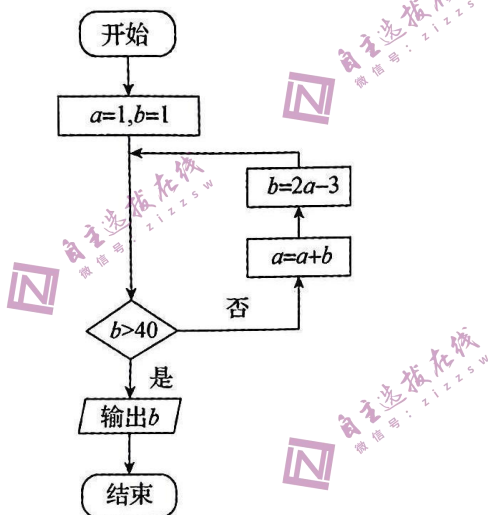 开始
a=1,b=1
b=2a−3
a=a+b
b>40
否
是
输出b
结束
自主选拔在线
微信号：zizzsw
自主选拔在线
微信号：zizzsw
自主选拔在线
微信号：zizzsw